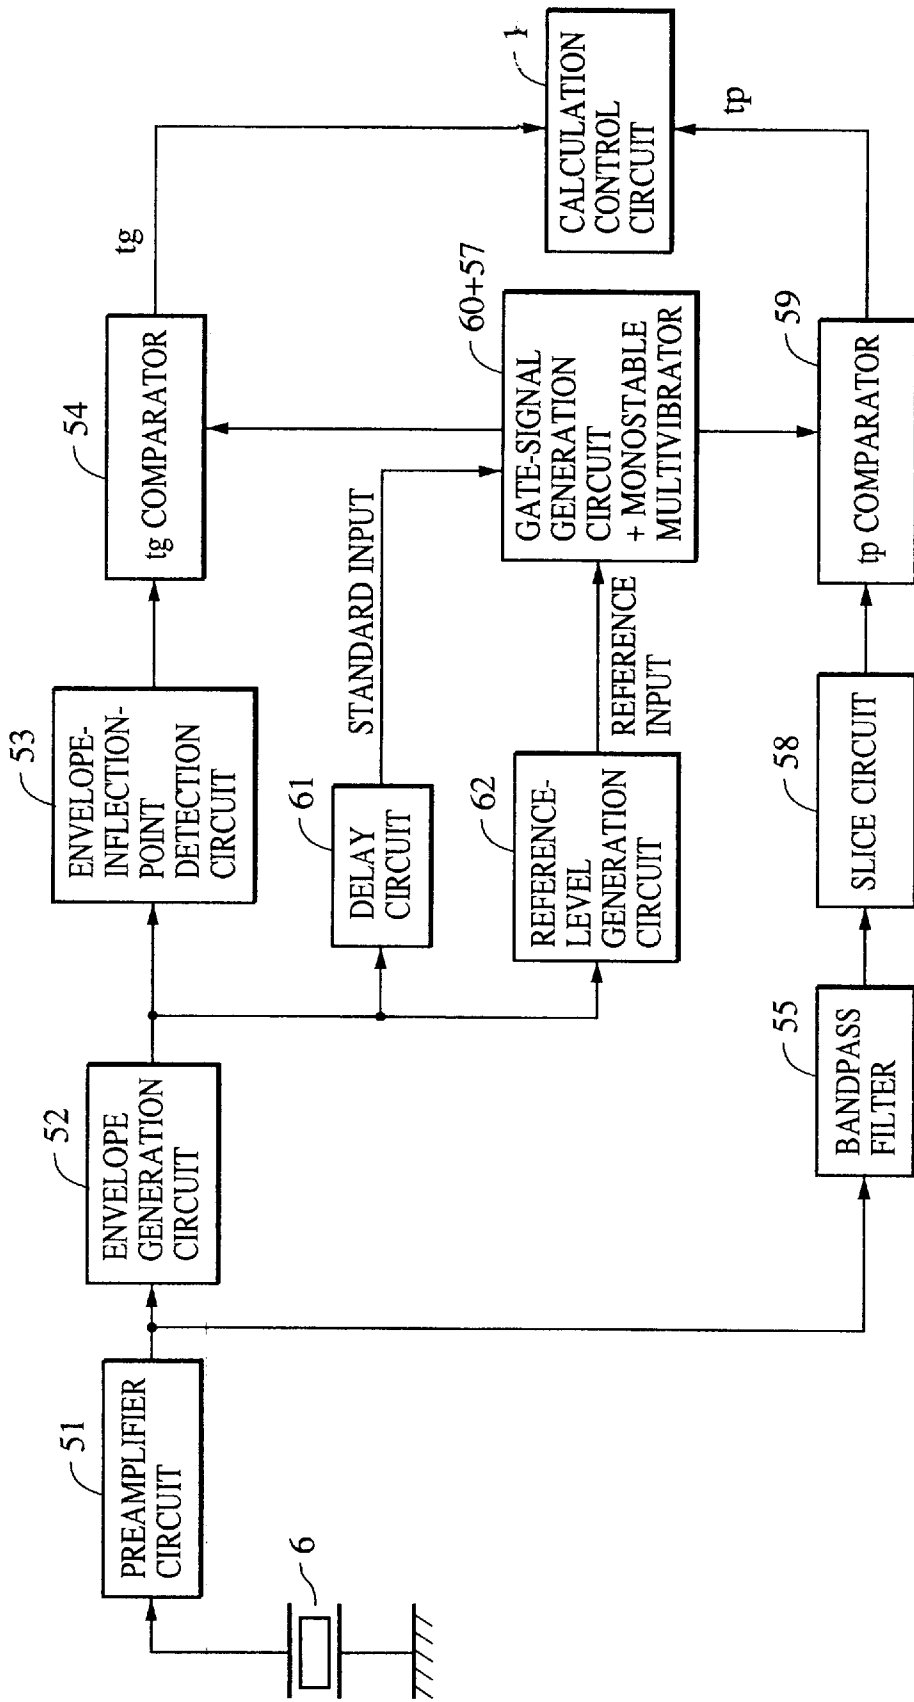 6
51
PREAMPLIFIER
CIRCUIT
52
ENVELOPE
GENERATION
CIRCUIT
53
ENVELOPE-
INFLECTION-
POINT
DETECTION
CIRCUIT
54
tg COMPARATOR
tg
61
DELAY
CIRCUIT
STANDARD INPUT
62
REFERENCE-
LEVEL
GENERATION
CIRCUIT
REFERENCE
INPUT
60+57
GATE-SIGNAL
GENERATION
CIRCUIT
+ MONOSTABLE
MULTIVIBRATOR
1
CALCULATION
CONTROL
CIRCUIT
tp
55
BANDPASS
FILTER
58
SLICE CIRCUIT
59
tp COMPARATOR